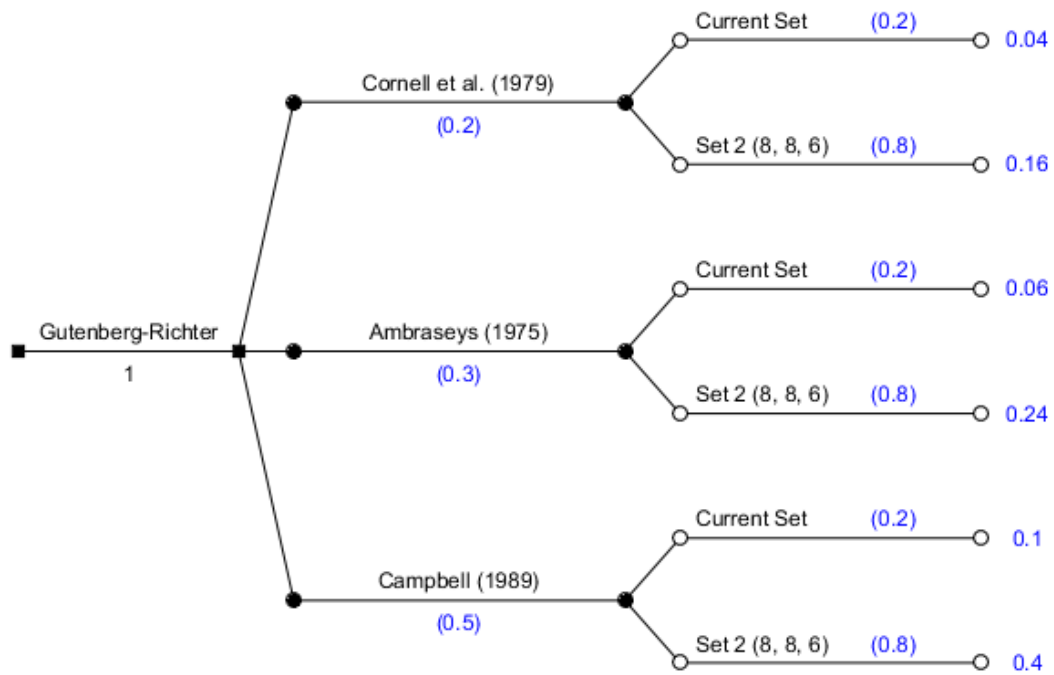 Current Set (0.2) 0.04
Cornell et al. (1979)
(0.2)
Set 2 (8, 8, 6) (0.8) 0.16
Current Set (0.2) 0.06
Gutenberg-Richter
1
Ambraseys (1975)
(0.3)
Set 2 (8, 8, 6) (0.8) 0.24
Current Set (0.2) 0.1
Campbell (1989)
(0.5)
Set 2 (8, 8, 6) (0.8) 0.4